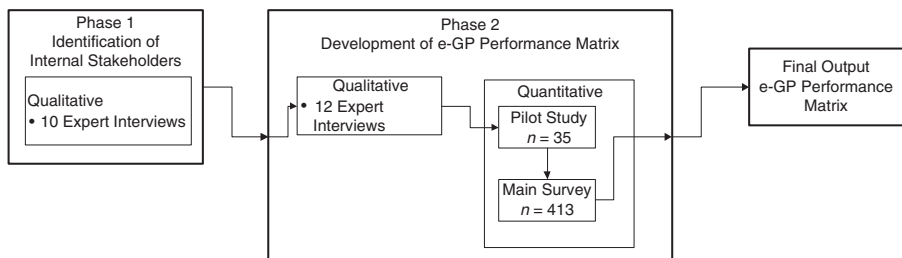 Phase 1
Identification of
Internal Stakeholders
Qualitative
• 10 Expert Interviews
Phase 2
Development of e-GP Performance Matrix
Qualitative
• 12 Expert
Interviews
Quantitative
Pilot Study
n = 35
Main Survey
n = 413
Final Output
e-GP Performance
Matrix